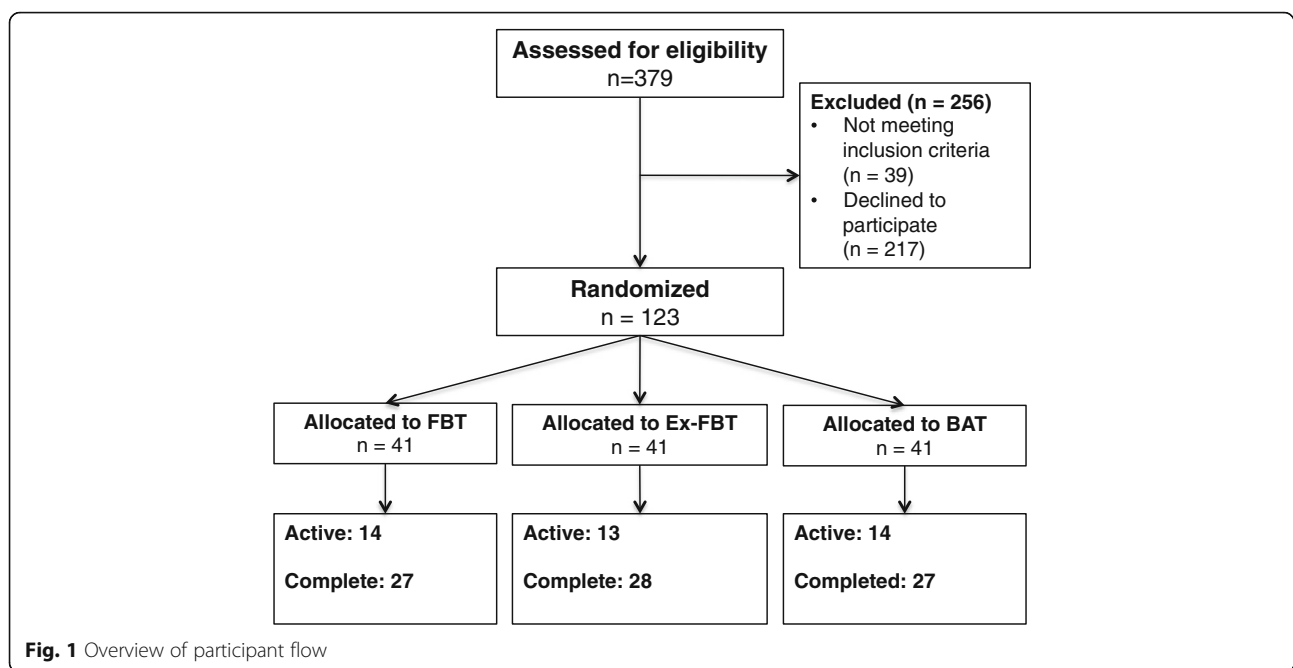 Assessed for eligibility
n=379
Excluded (n = 256)
• Not meeting
inclusion criteria
(n = 39)
• Declined to
participate
(n = 217)
Randomized
n = 123
Allocated to FBT
n = 41
Allocated to Ex-FBT
n = 41
Allocated to BAT
n = 41
Active: 14
Complete: 27
Active: 13
Complete: 28
Active: 14
Completed: 27
Fig. 1 Overview of participant flow